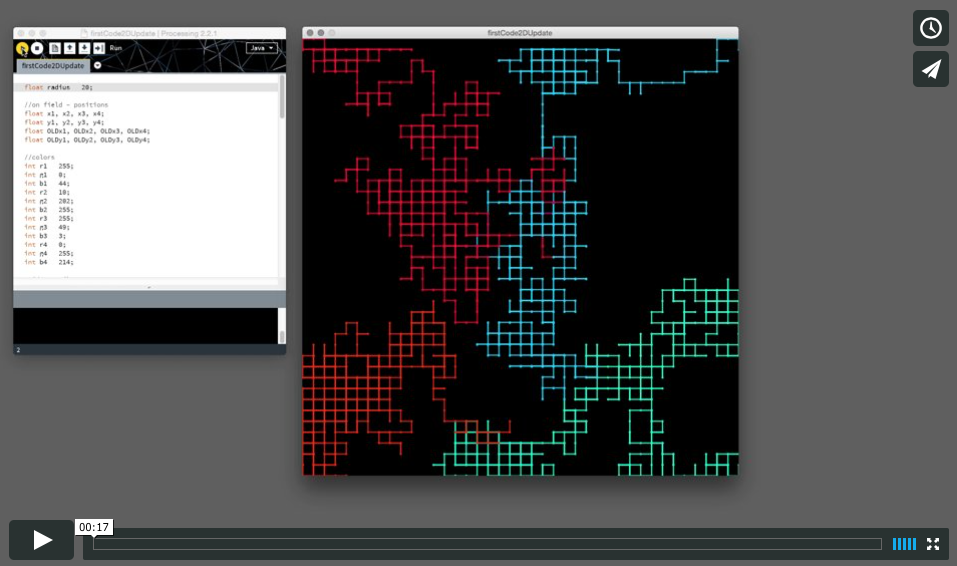 firstCode2DUpdate | Processing 2.2.1
Run
Java
firstCode2DUpdate
float radius 20;
//on field - positions
float x1, x2, x3, x4;
float y1, y2, y3, y4;
float OLDx1, OLDx2, OLDx3, OLDx4;
float OLDy1, OLDy2, OLDy3, OLDy4;
//colors
int r1 255;
int g1 0;
int b1 44;
int r2 10;
int g2 202;
int b2 255;
int r3 255;
int g3 49;
int b3 3;
int r4 0;
int g4 255;
int b4 214;
2
firstCode2DUpdate
00:17